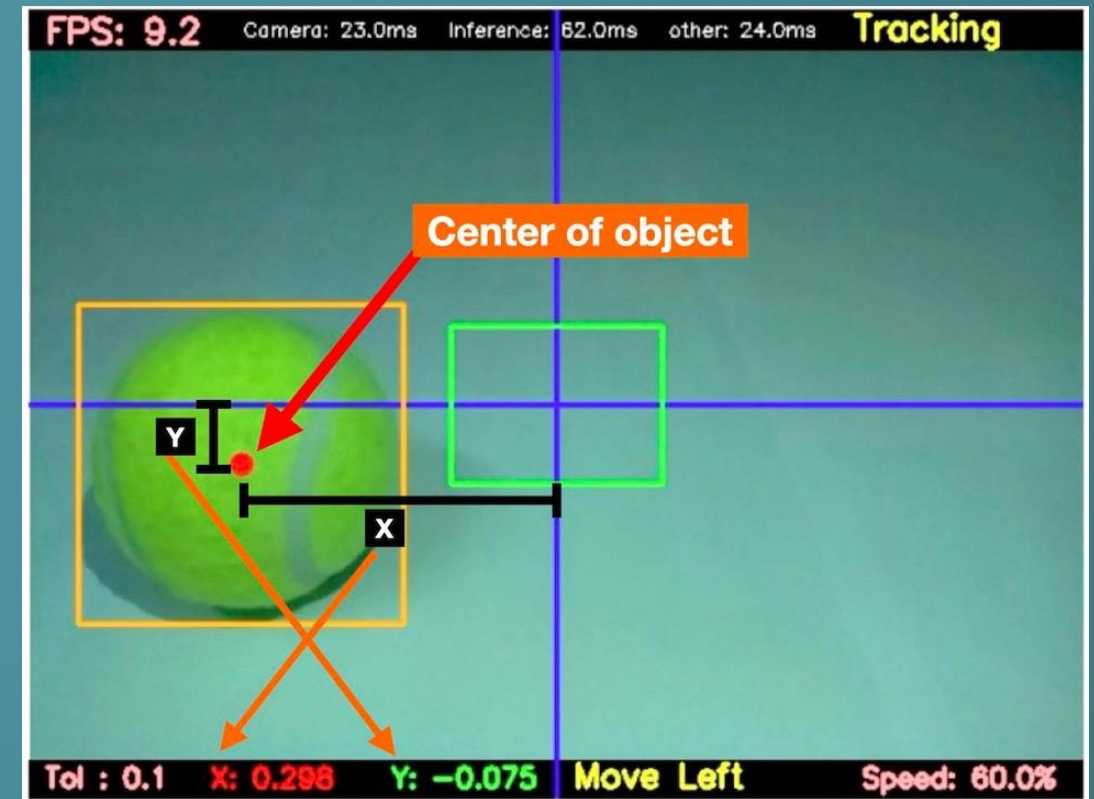 FPS: 9.2 Camera: 23.0ms Inference: 62.0ms other: 24.0ms Tracking
Center of object
Y
X
Tol : 0.1 X: 0.298 Y: -0.075 Move Left Speed: 60.0%